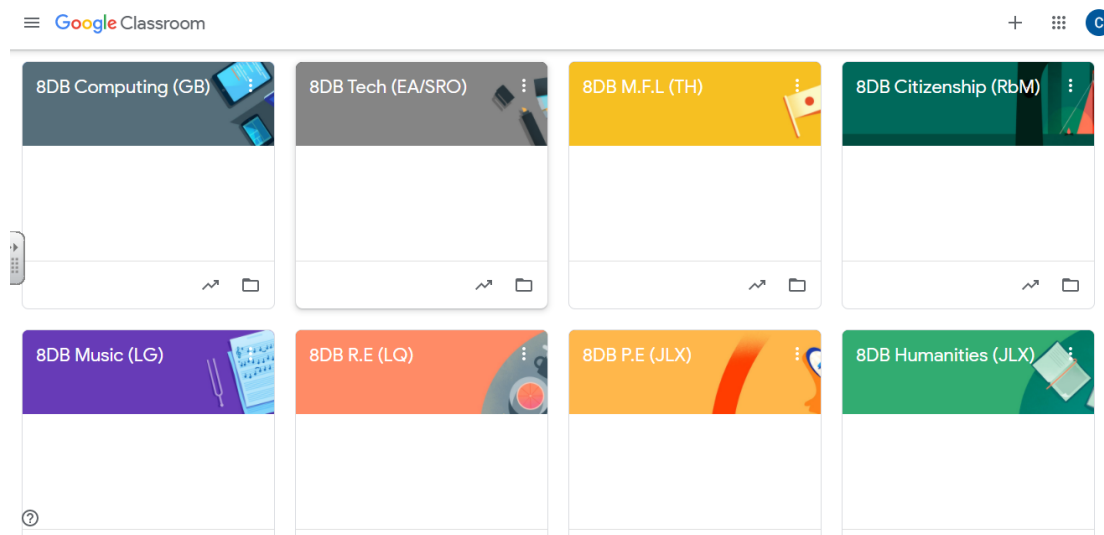 Google Classroom
C
8DB Computing (GB)
8DB Tech (EA/SRO)
8DB M.F.L (TH)
8DB Citizenship (RbM)
8DB Music (LG)
8DB R.E (LQ)
8DB P.E (JLX)
8DB Humanities (JLX)
?